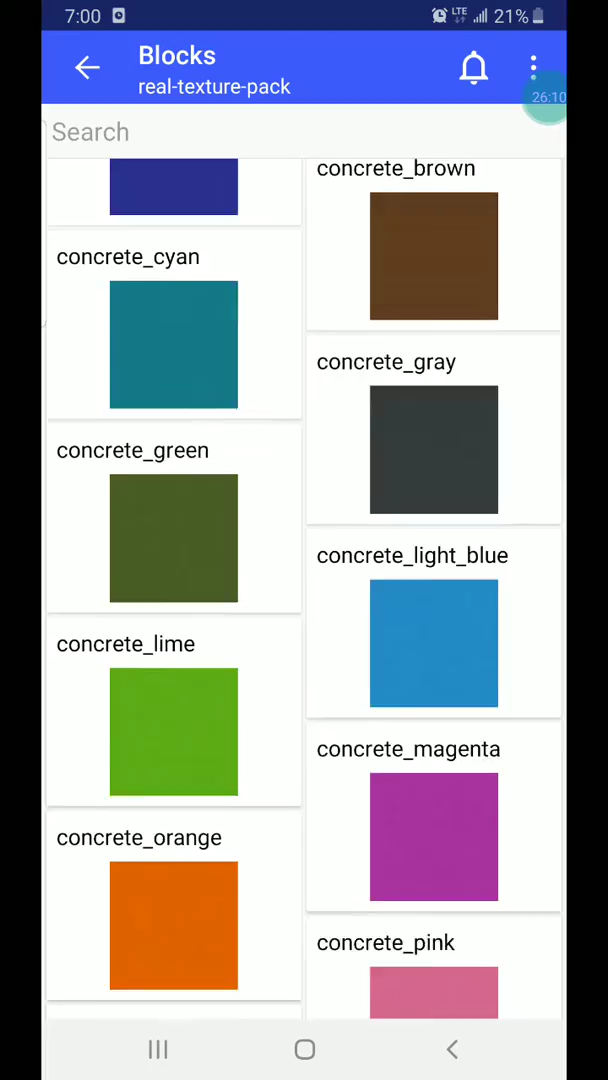 7:00 LTE 21%
Blocks
real-texture-pack
26:10
Search
concrete_brown
concrete_cyan
concrete_gray
concrete_green
concrete_light_blue
concrete_lime
concrete_magenta
concrete_orange
concrete_pink